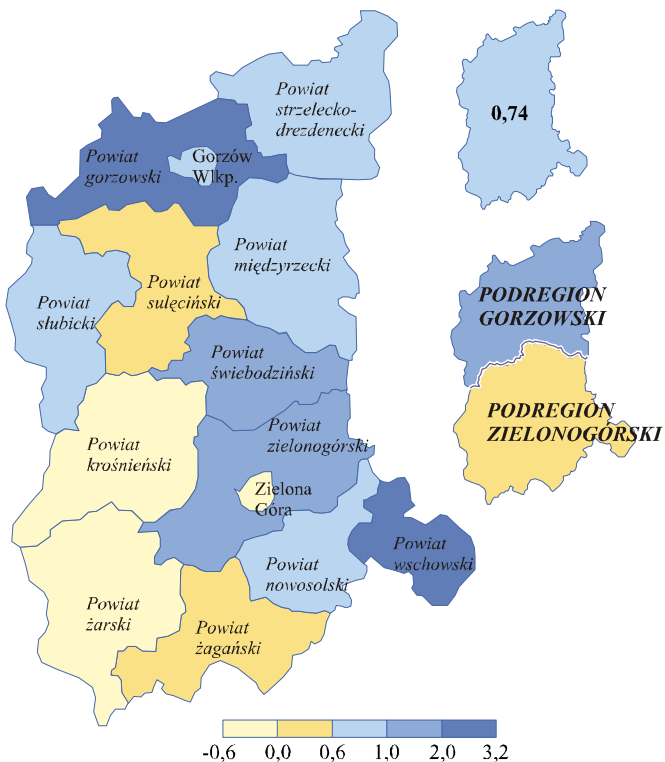 Powiat
strzelecko-
drezdenecki
0,74
Powiat
gorzowski
Gorzów
Wlkp.
Powiat
międzyrzecki
Powiat
sulęciński
Powiat
słubicki
PODREGION
GORZOWSKI
Powiat
świebodziński
Powiat
zielonogórski
PODREGION
ZIELONOGÓRSKI
Powiat
krośnieński
Zielona
Góra
Powiat
wschowski
Powiat
nowosolski
Powiat
żarski
Powiat
żagański
-0,6 0,0 0,6 1,0 2,0 3,2